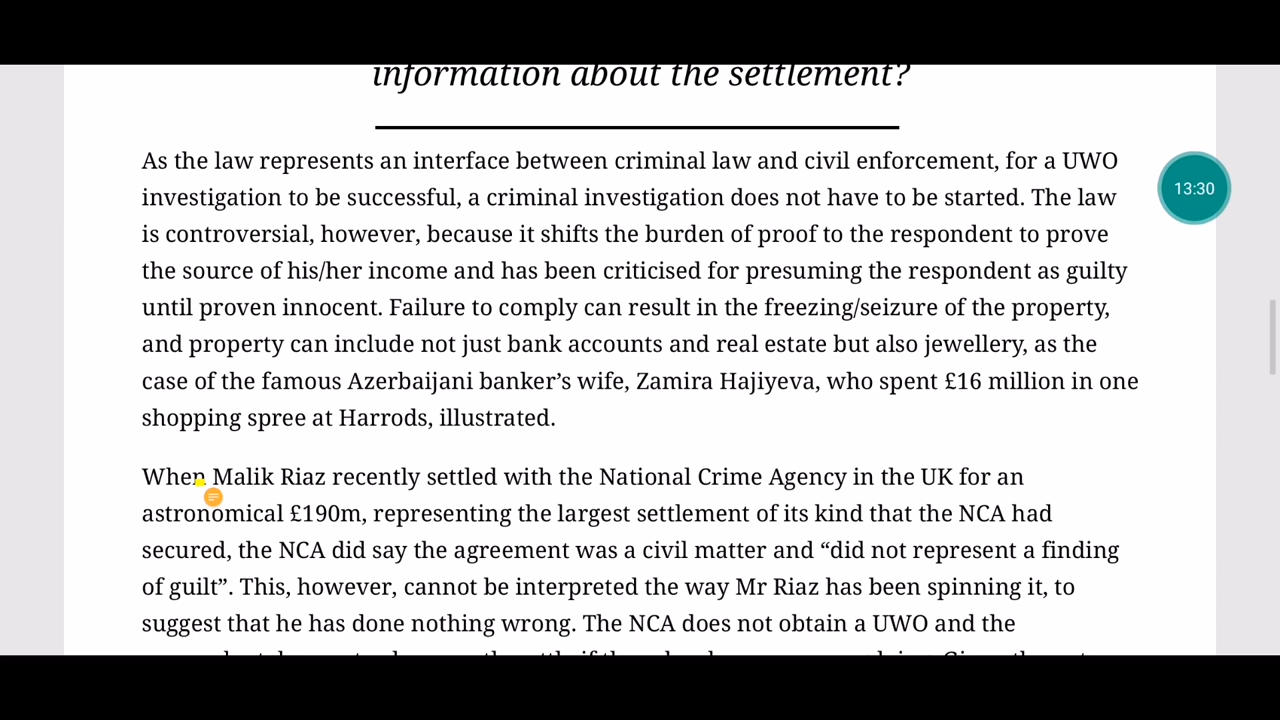 information about the settlement?
As the law represents an interface between criminal law and civil enforcement, for a UWO
13:30
investigation to be successful, a criminal investigation does not have to be started. The law
is controversial, however, because it shifts the burden of proof to the respondent to prove
the source of his/her income and has been criticised for presuming the respondent as guilty
until proven innocent. Failure to comply can result in the freezing/seizure of the property,
and property can include not just bank accounts and real estate but also jewellery, as the
case of the famous Azerbaijani banker’s wife, Zamira Hajiyeva, who spent £16 million in one
shopping spree at Harrods, illustrated.
When Malik Riaz recently settled with the National Crime Agency in the UK for an
astronomical £190m, representing the largest settlement of its kind that the NCA had
secured, the NCA did say the agreement was a civil matter and “did not represent a finding
of guilt”. This, however, cannot be interpreted the way Mr Riaz has been spinning it, to
suggest that he has done nothing wrong. The NCA does not obtain a UWO and the